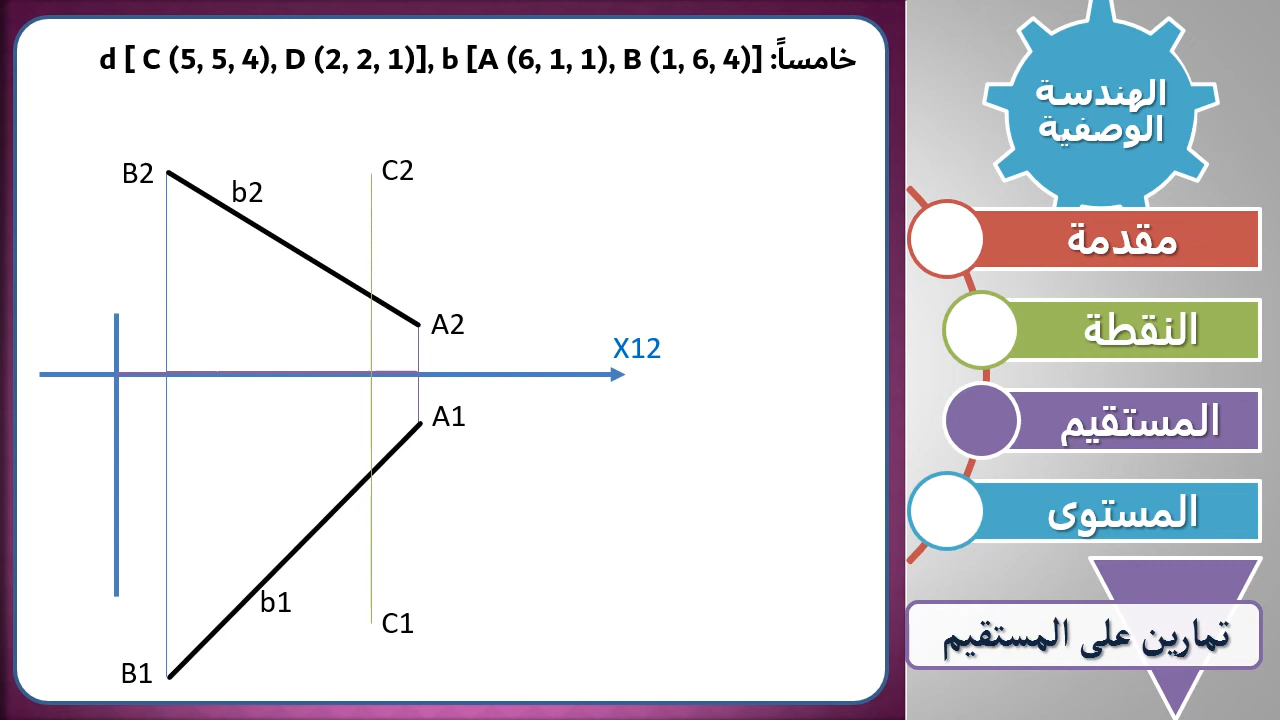 خامساً: d [ C (5, 5, 4), D (2, 2, 1)], b [A (6, 1, 1), B (1, 6, 4)]
B2
b2
C2
A2
X12
A1
b1
C1
B1
الهندسة
الوصفية
مقدمة
النقطة
المستقيم
المستوى
تمارين على المستقيم